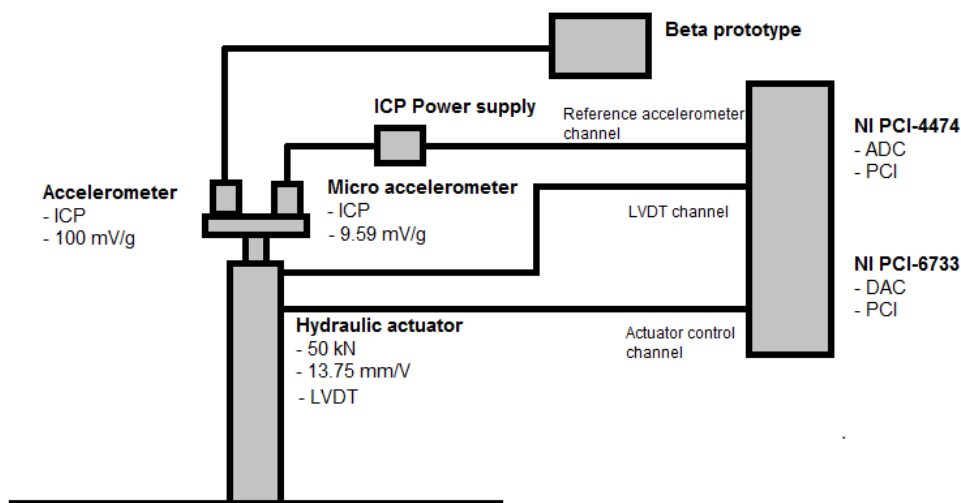 Beta prototype
ICP Power supply
Reference accelerometer
channel
NI PCI-4474
- ADC
- PCI
Accelerometer
- ICP
- 100 mV/g
Micro accelerometer
- ICP
- 9.59 mV/g
LVDT channel
NI PCI-6733
- DAC
- PCI
Hydraulic actuator
- 50 kN
- 13.75 mm/V
- LVDT
Actuator control
channel